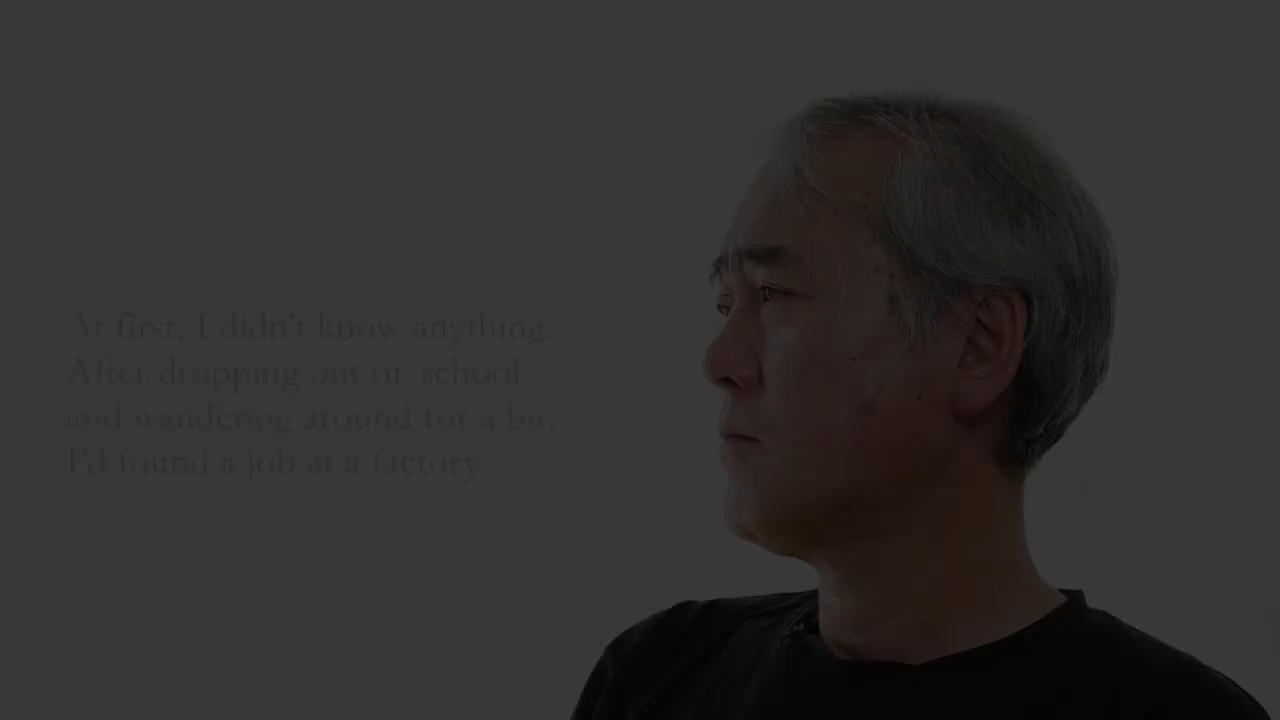 At first, I didn't know anything.
After dropping out of school
and wandering around for a bit,
I'd found a job at a factory